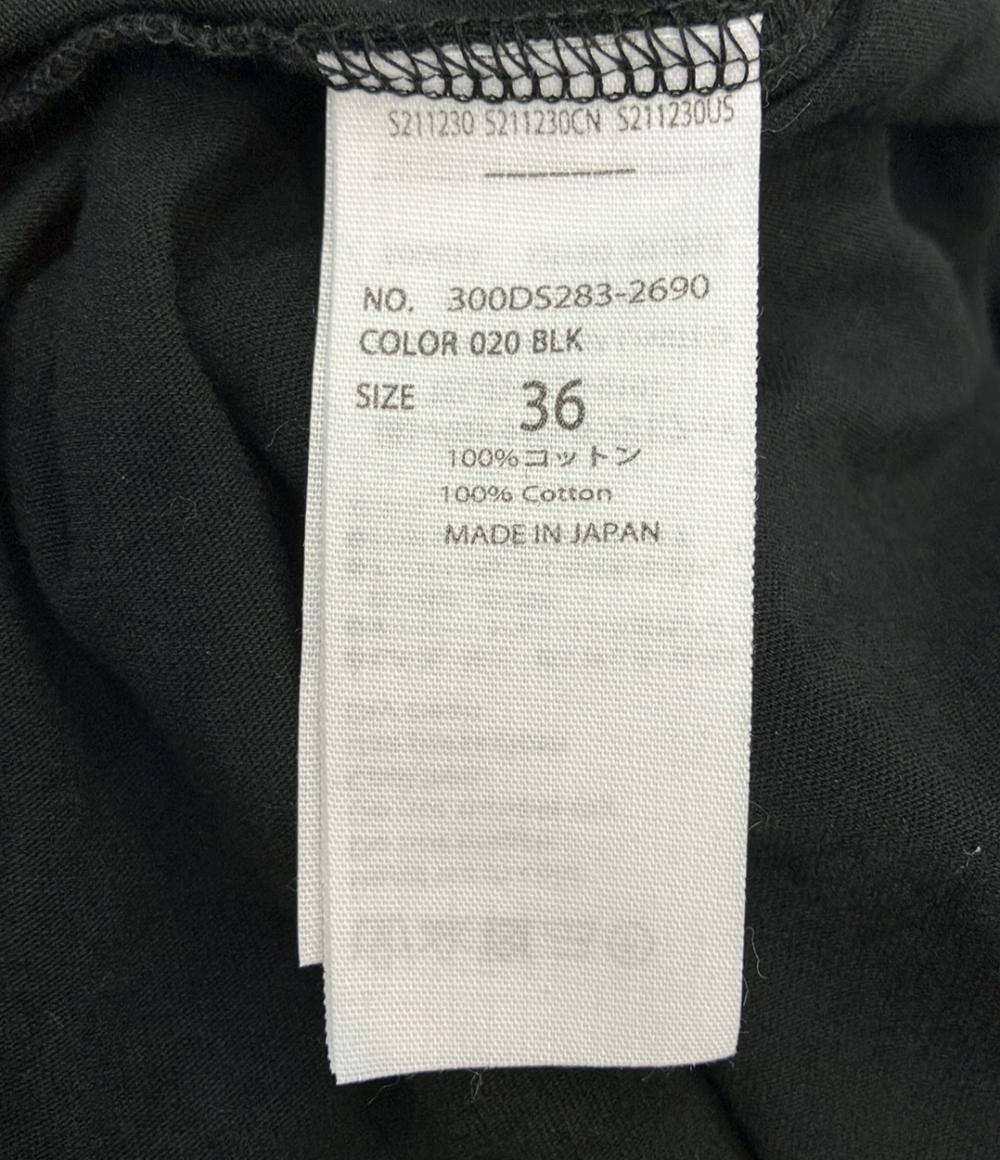 S211230 S211230CN S211230US
NO. 300DS283-2690
COLOR 020 BLK
SIZE 36
100%コットン
100% Cotton
MADE IN JAPAN